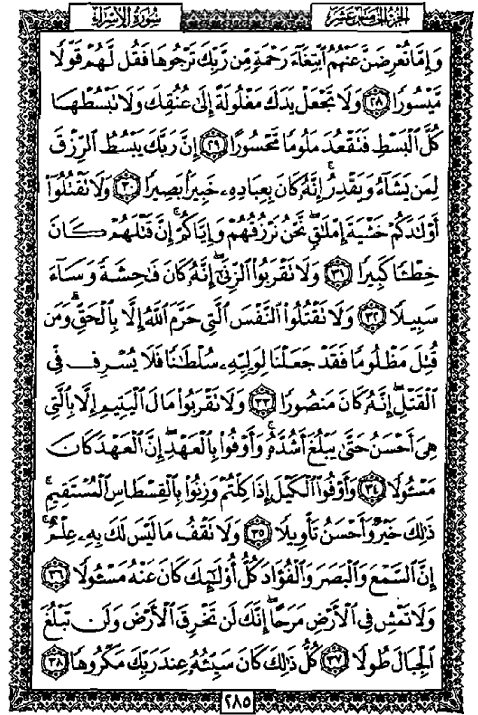 الجزء الخامس عشر
سورة الإسراء
وَإِمَّا تُعْرِضَنَّ عَنْهُمُ ٱبْتِغَآءَ رَحْمَةٍ مِّن رَّبِّكَ تَرْجُوهَا فَقُل لَّهُمْ قَوْلًا
مَّيْسُورًا ٢٨ وَلَا تَجْعَلْ يَدَكَ مَغْلُولَةً إِلَىٰ عُنُقِكَ وَلَا تَبْسُطْهَا
كُلَّ ٱلْبَسْطِ فَتَقْعُدَ مَلُومًا مَّحْسُورًا ٢٩ إِنَّ رَبَّكَ يَبْسُطُ ٱلرِّزْقَ
لِمَن يَشَآءُ وَيَقْدِرُ ۚ إِنَّهُۥ كَانَ بِعِبَادِهِۦ خَبِيرًۢا بَصِيرًا ٣٠ وَلَا تَقْتُلُوٓا۟
أَوْلَـٰدَكُمْ خَشْيَةَ إِمْلَـٰقٍ ۖ نَّحْنُ نَرْزُقُهُمْ وَإِيَّاكُمْ ۚ إِنَّ قَتْلَهُمْ كَانَ
خِطْـًٔا كَبِيرًا ٣١ وَلَا تَقْرَبُوا۟ ٱلزِّنَىٰٓ ۖ إِنَّهُۥ كَانَ فَـٰحِشَةً وَسَآءَ
سَبِيلًا ٣٢ وَلَا تَقْتُلُوا۟ ٱلنَّفْسَ ٱلَّتِى حَرَّمَ ٱللَّهُ إِلَّا بِٱلْحَقِّ ۗ وَمَن
قُتِلَ مَظْلُومًا فَقَدْ جَعَلْنَا لِوَلِيِّهِۦ سُلْطَـٰنًا فَلَا يُسْرِف فِّى
ٱلْقَتْلِ ۖ إِنَّهُۥ كَانَ مَنصُورًا ٣٣ وَلَا تَقْرَبُوا۟ مَالَ ٱلْيَتِيمِ إِلَّا بِٱلَّتِى
هِىَ أَحْسَنُ حَتَّىٰ يَبْلُغَ أَشُدَّهُۥ ۚ وَأَوْفُوا۟ بِٱلْعَهْدِ ۖ إِنَّ ٱلْعَهْدَ كَانَ
مَسْـُٔولًا ٣٤ وَأَوْفُوا۟ ٱلْكَيْلَ إِذَا كِلْتُمْ وَزِنُوا۟ بِٱلْقِسْطَاسِ ٱلْمُسْتَقِيمِ ۚ
ذَٰلِكَ خَيْرٌ وَأَحْسَنُ تَأْوِيلًا ٣٥ وَلَا تَقْفُ مَا لَيْسَ لَكَ بِهِۦ عِلْمٌ ۚ
إِنَّ ٱلسَّمْعَ وَٱلْبَصَرَ وَٱلْفُؤَادَ كُلُّ أُو۟لَـٰٓئِكَ كَانَ عَنْهُ مَسْـُٔولًا ٣٦
وَلَا تَمْشِ فِى ٱلْأَرْضِ مَرَحًا ۖ إِنَّكَ لَن تَخْرِقَ ٱلْأَرْضَ وَلَن تَبْلُغَ
ٱلْجِبَالَ طُولًا ٣٧ كُلُّ ذَٰلِكَ كَانَ سَيِّئُهُۥ عِندَ رَبِّكَ مَكْرُوهًا ٣٨
٢٨٥